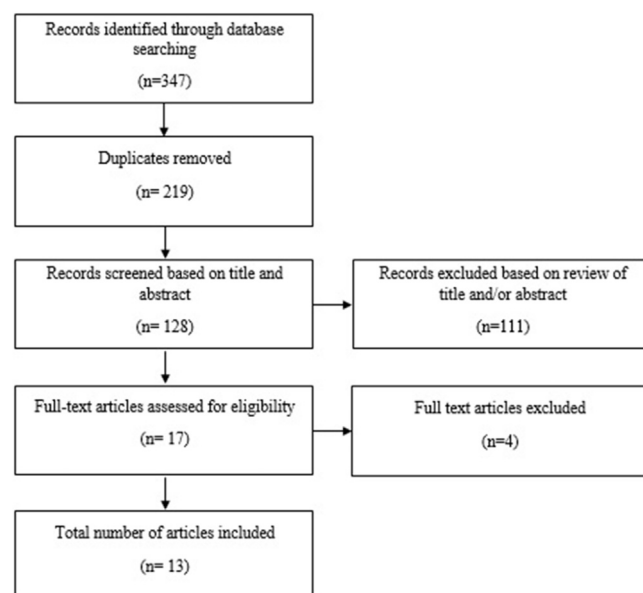 Records identified through database
searching
(n=347)
Duplicates removed
(n= 219)
Records screened based on title and
abstract
(n= 128)
Records excluded based on review of
title and/or abstract
(n=111)
Full-text articles assessed for eligibility
(n= 17)
Full text articles excluded
(n=4)
Total number of articles included
(n= 13)